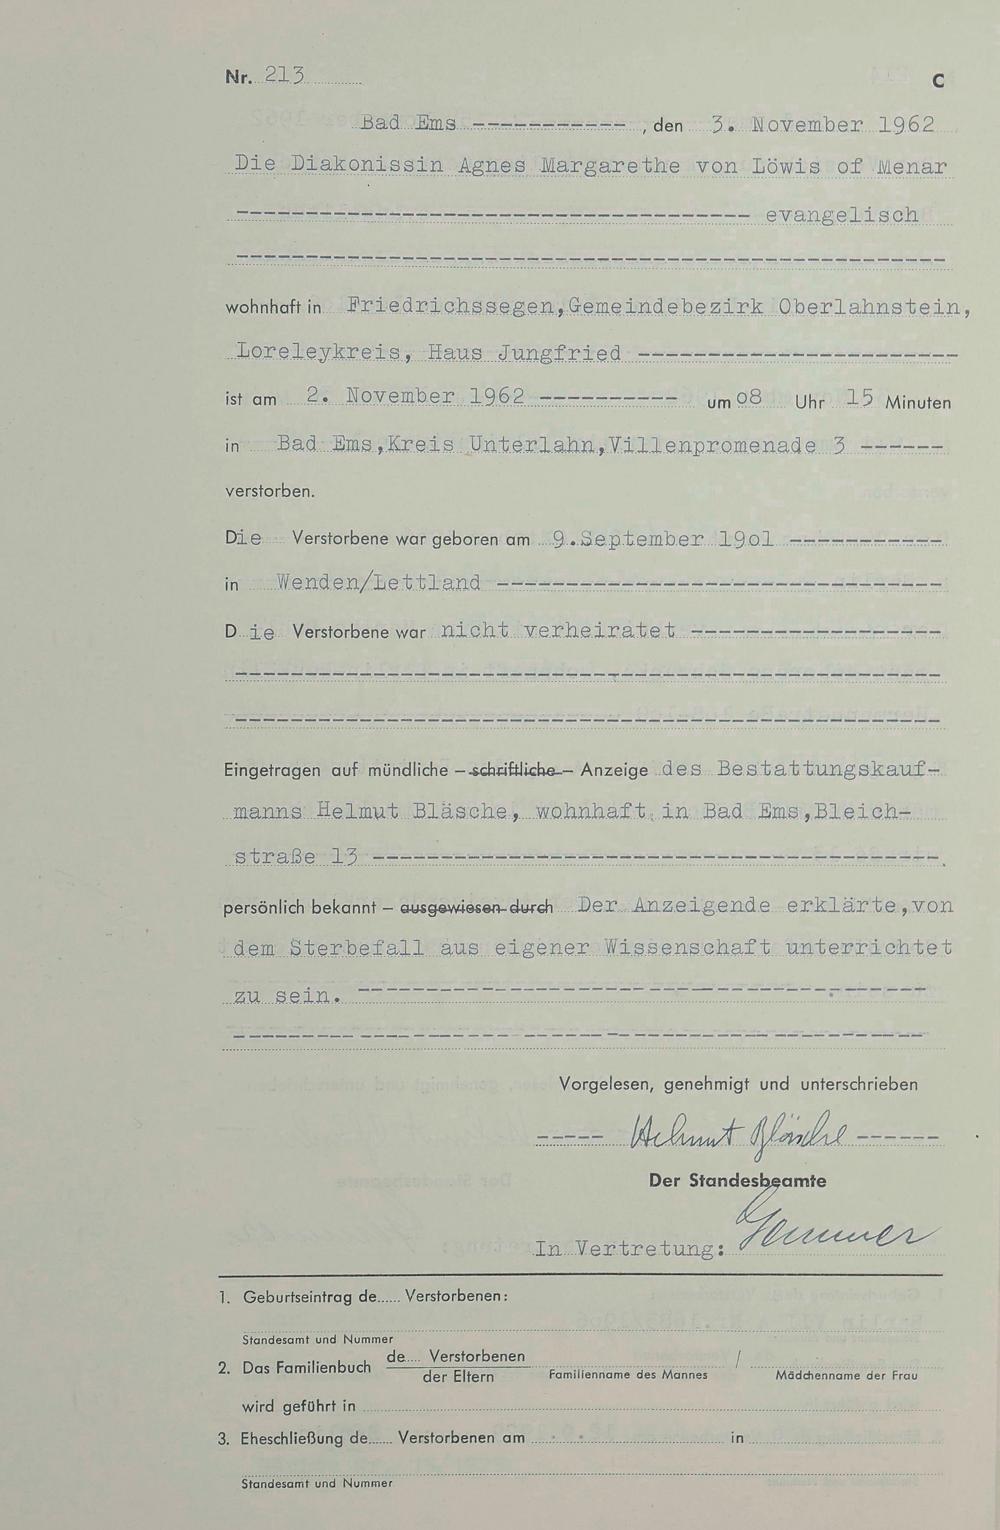 Nr. 213
C
Bad Ems -----------, den 3. November 1962
Die Diakonissin Agnes Margarethe von Löwis of Menar
------------------------------------- evangelisch
---------------------------------------------------
wohnhaft in Friedrichssegen,Gemeindebezirk Oberlahnstein,
Loreleykreis, Haus Jungfried -----------------------
ist am 2. November 1962 ---------- um o8 Uhr 15 Minuten
in Bad Ems,Kreis Unterlahn,Villenpromenade 3 ------
verstorben.
Die Verstorbene war geboren am 9.September 19o1 -----------
in Wenden/Lettland --------------------------------
Die Verstorbene war nicht verheiratet ------------------
---------------------------------------------------
---------------------------------------------------
Eingetragen auf mündliche – schriftliche – Anzeige des Bestattungskauf-
manns Helmut Bläsche, wohnhaft in Bad Ems,Bleich-
straße 13 -----------------------------------------.
persönlich bekannt – ausgewiesen durch Der Anzeigende erklärte,von
dem Sterbefall aus eigener Wissenschaft unterrichtet
zu sein. -----------------------------------------
--------------------------------------------------
Vorgelesen, genehmigt und unterschrieben
----- Helmut Bläsche ------
Der Standesbeamte
In Vertretung: Gemmer
1. Geburtseintrag de...... Verstorbenen:
Standesamt und Nummer
2. Das Familienbuch de.... Verstorbenen / 
der Eltern Familienname des Mannes Mädchenname der Frau
wird geführt in
3. Eheschließung de...... Verstorbenen am in
Standesamt und Nummer